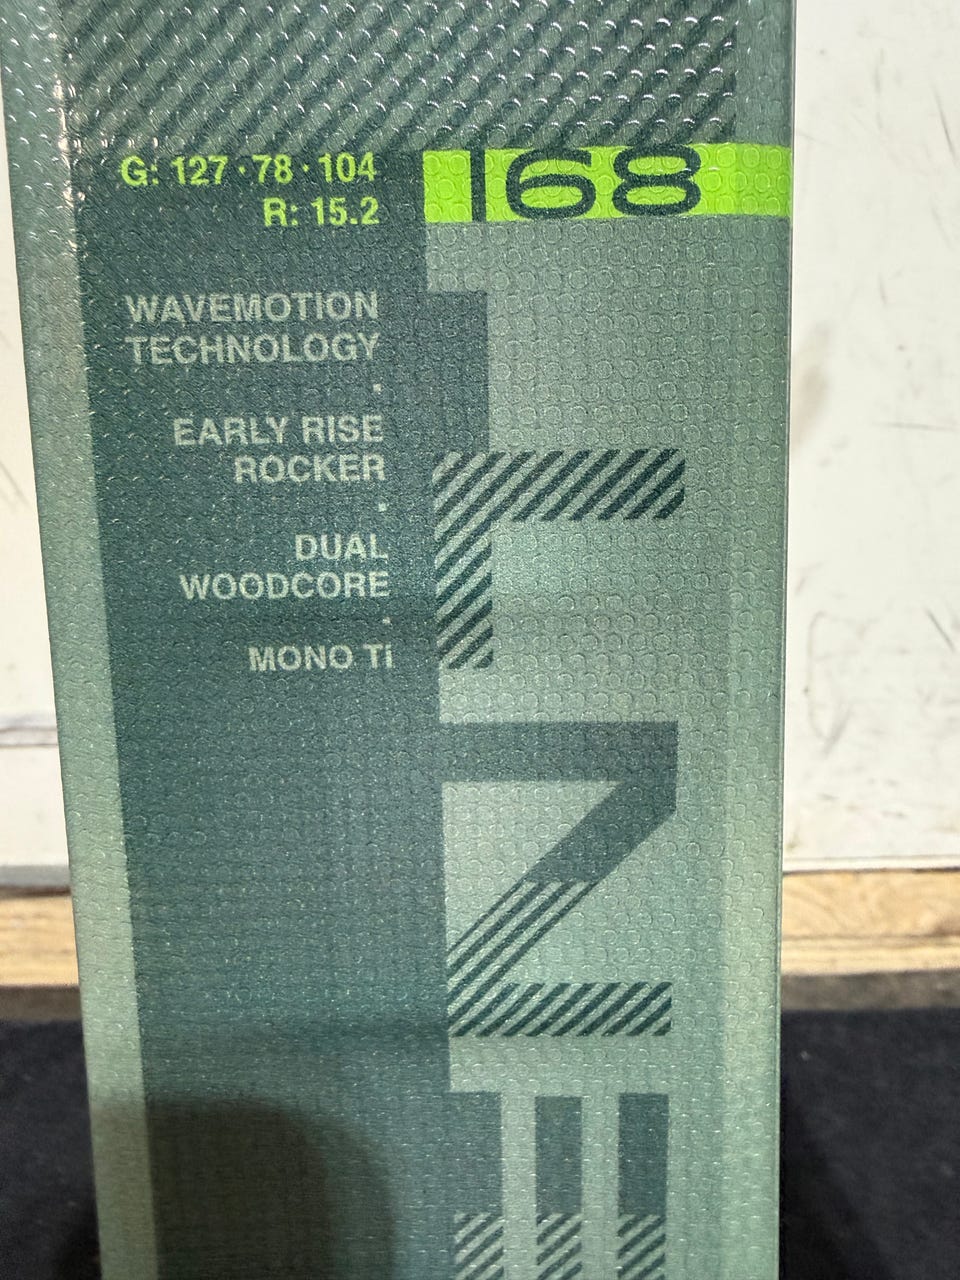 G: 127 · 78 · 104
R: 15.2
168
WAVEMOTION
TECHNOLOGY
·
EARLY RISE
ROCKER
·
DUAL
WOODCORE
·
MONO Ti